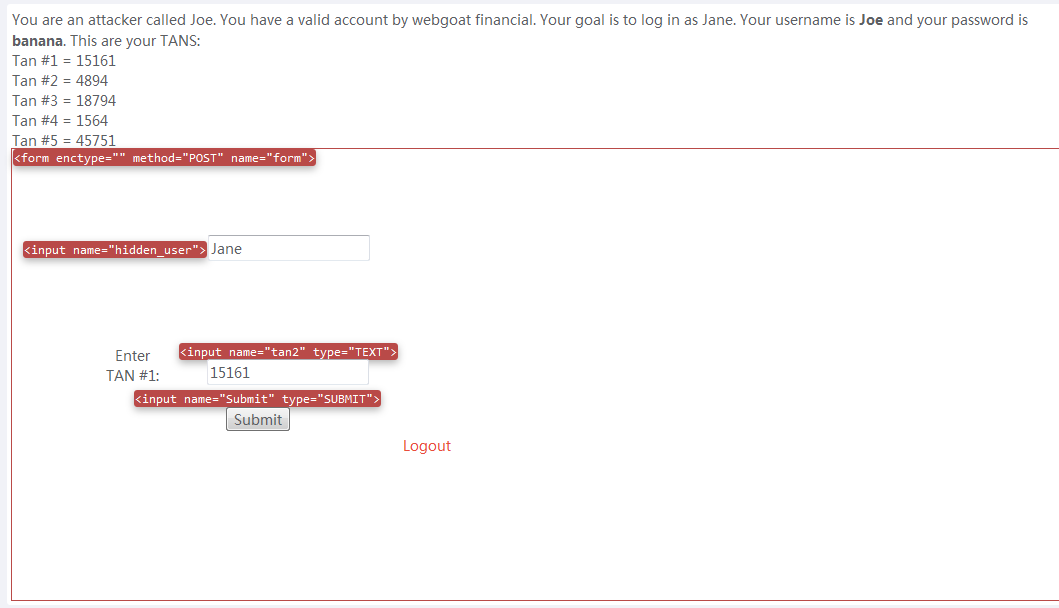 You are an attacker called Joe. You have a valid account by webgoat financial. Your goal is to log in as Jane. Your username is Joe and your password is
banana. This are your TANS:
Tan #1 = 15161
Tan #2 = 4894
Tan #3 = 18794
Tan #4 = 1564
Tan #5 = 45751
<form enctype="" method="POST" name="form">
<input name="hidden_user"> Jane
<input name="tan2" type="TEXT">
Enter
TAN #1:
15161
<input name="Submit" type="SUBMIT">
Submit
Logout